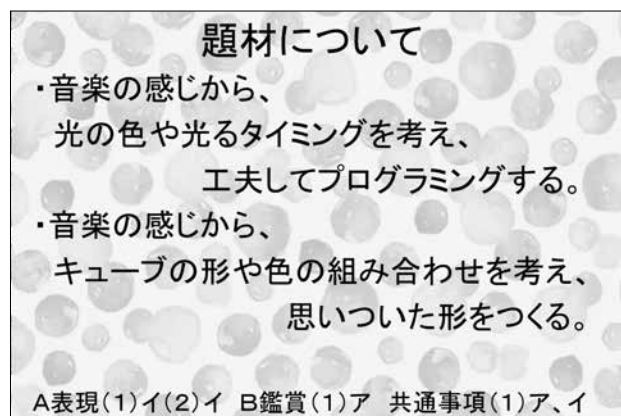 題材について
・音楽の感じから、
光の色や光るタイミングを考え、
工夫してプログラミングする。
・音楽の感じから、
キューブの形や色の組み合わせを考え、
思いついた形をつくる。
A表現(1)イ(2)イ B鑑賞(1)ア 共通事項(1)ア、イ